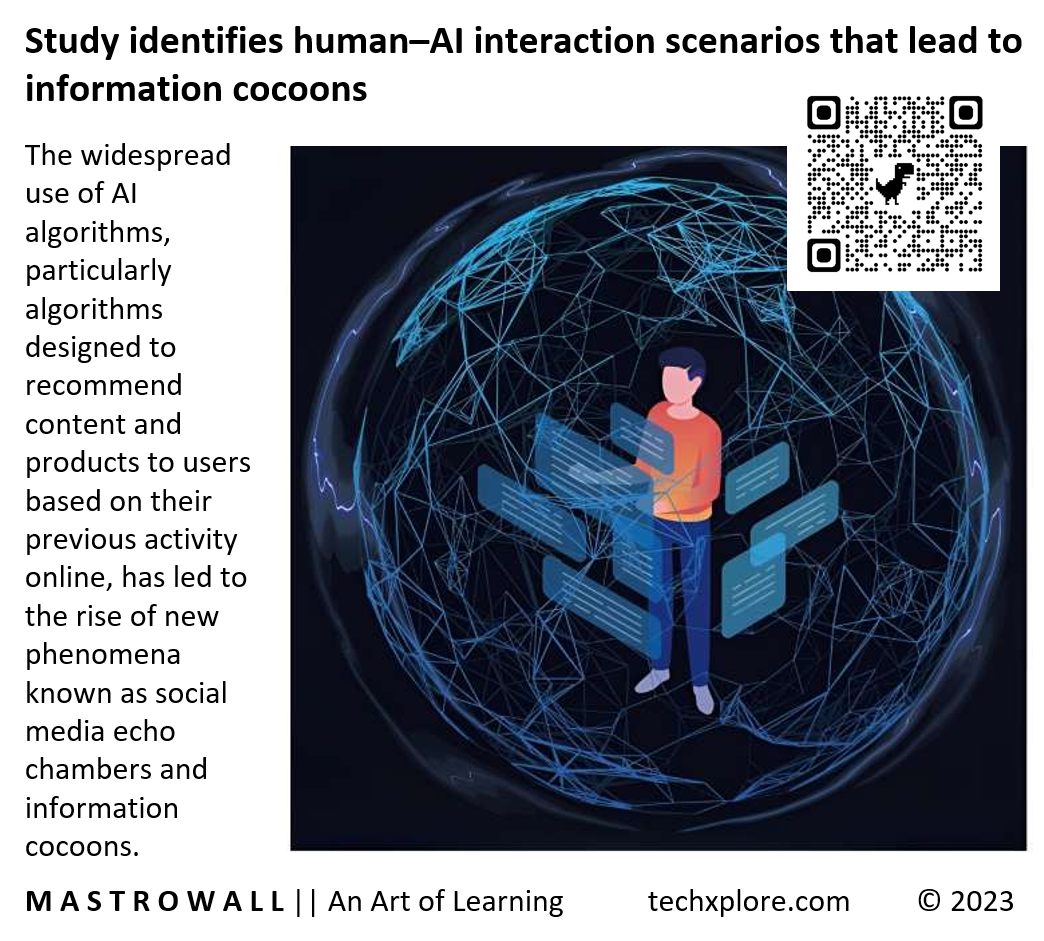 Study identifies human–AI interaction scenarios that lead to
information cocoons
The widespread
use of AI
algorithms,
particularly
algorithms
designed to
recommend
content and
products to users
based on their
previous activity
online, has led to
the rise of new
phenomena
known as social
media echo
chambers and
information
cocoons.
MASTROWALL || An Art of Learning techxplore.com © 2023